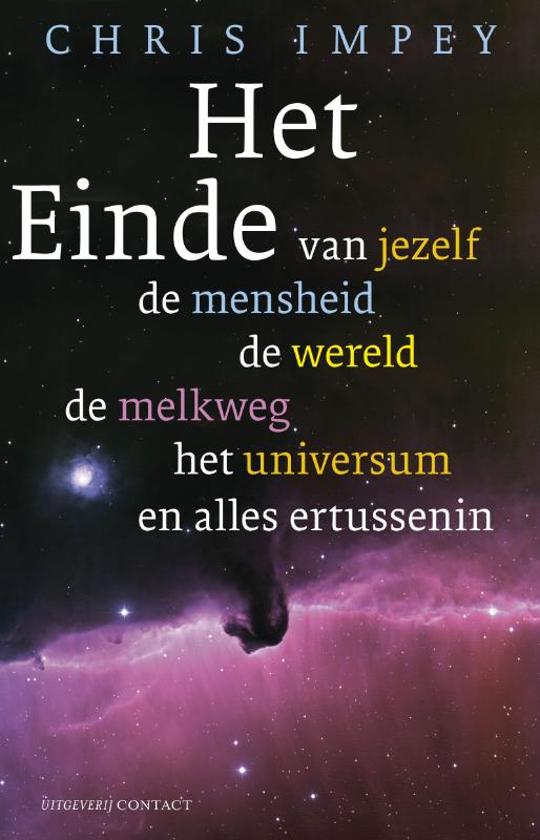 CHRIS IMPEY
Het
Einde van jezelf
de mensheid
de wereld
de melkweg
het universum
en alles ertussenin
UITGEVERIJ CONTACT